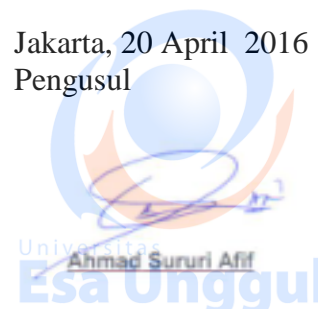 Jakarta, 20 April 2016
Pengusul
Ahmad Sururi Afif
Universitas
Esa Unggul